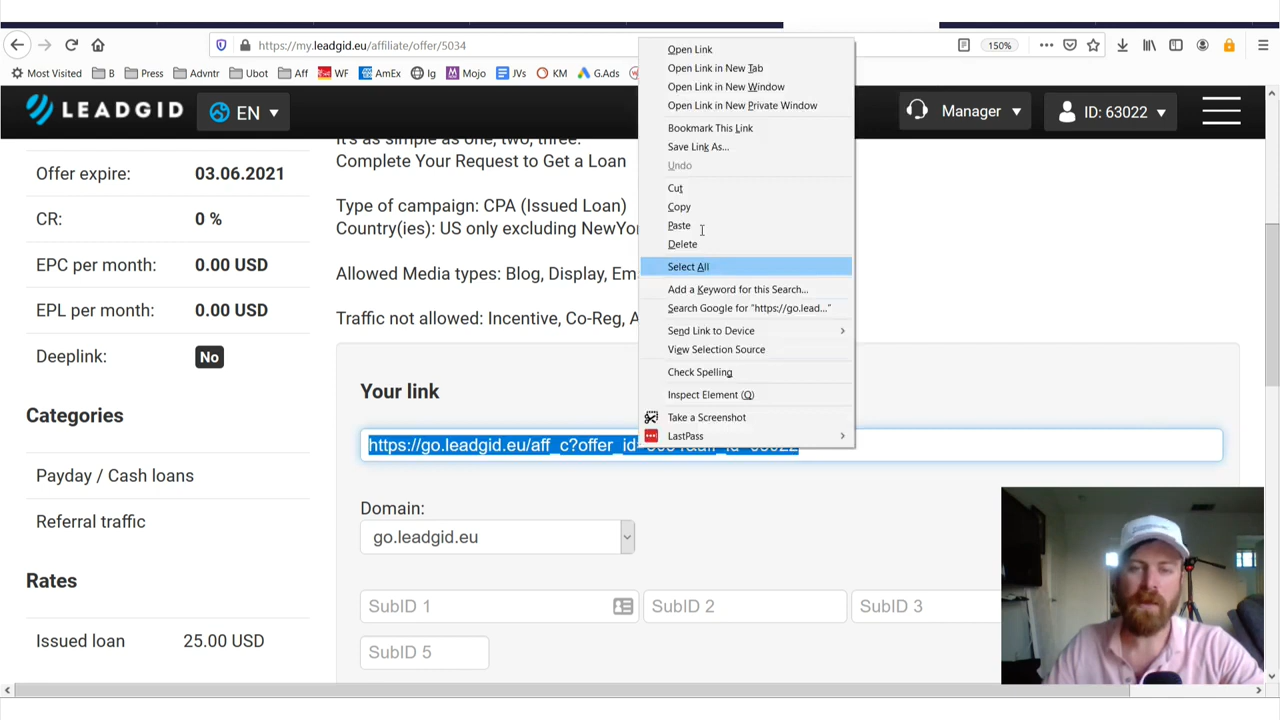 https://my.leadgid.eu/affiliate/offer/5034
150%
Most Visited
B
Press
Advntr
Ubot
Aff
WF
AmEx
Ig
Mojo
JVs
KM
G.Ads
LEADGID
EN
Manager
ID: 63022
It's as simple as one, two, three.
Complete Your Request to Get a Loan
Type of campaign: CPA (Issued Loan)
Country(ies): US only excluding NewYor
Allowed Media types: Blog, Display, Em
Traffic not allowed: Incentive, Co-Reg, A
Offer expire: 03.06.2021
CR: 0 %
EPC per month: 0.00 USD
EPL per month: 0.00 USD
Deeplink: No
Categories
Payday / Cash loans
Referral traffic
Rates
Issued loan 25.00 USD
Your link
https://go.leadgid.eu/aff_c?offer_id=
Domain:
go.leadgid.eu
SubID 1
SubID 2
SubID 3
SubID 5
Open Link
Open Link in New Tab
Open Link in New Window
Open Link in New Private Window
Bookmark This Link
Save Link As...
Undo
Cut
Copy
Paste
Delete
Select All
Add a Keyword for this Search...
Search Google for "https://go.lead..."
Send Link to Device
View Selection Source
Check Spelling
Inspect Element (Q)
Take a Screenshot
LastPass